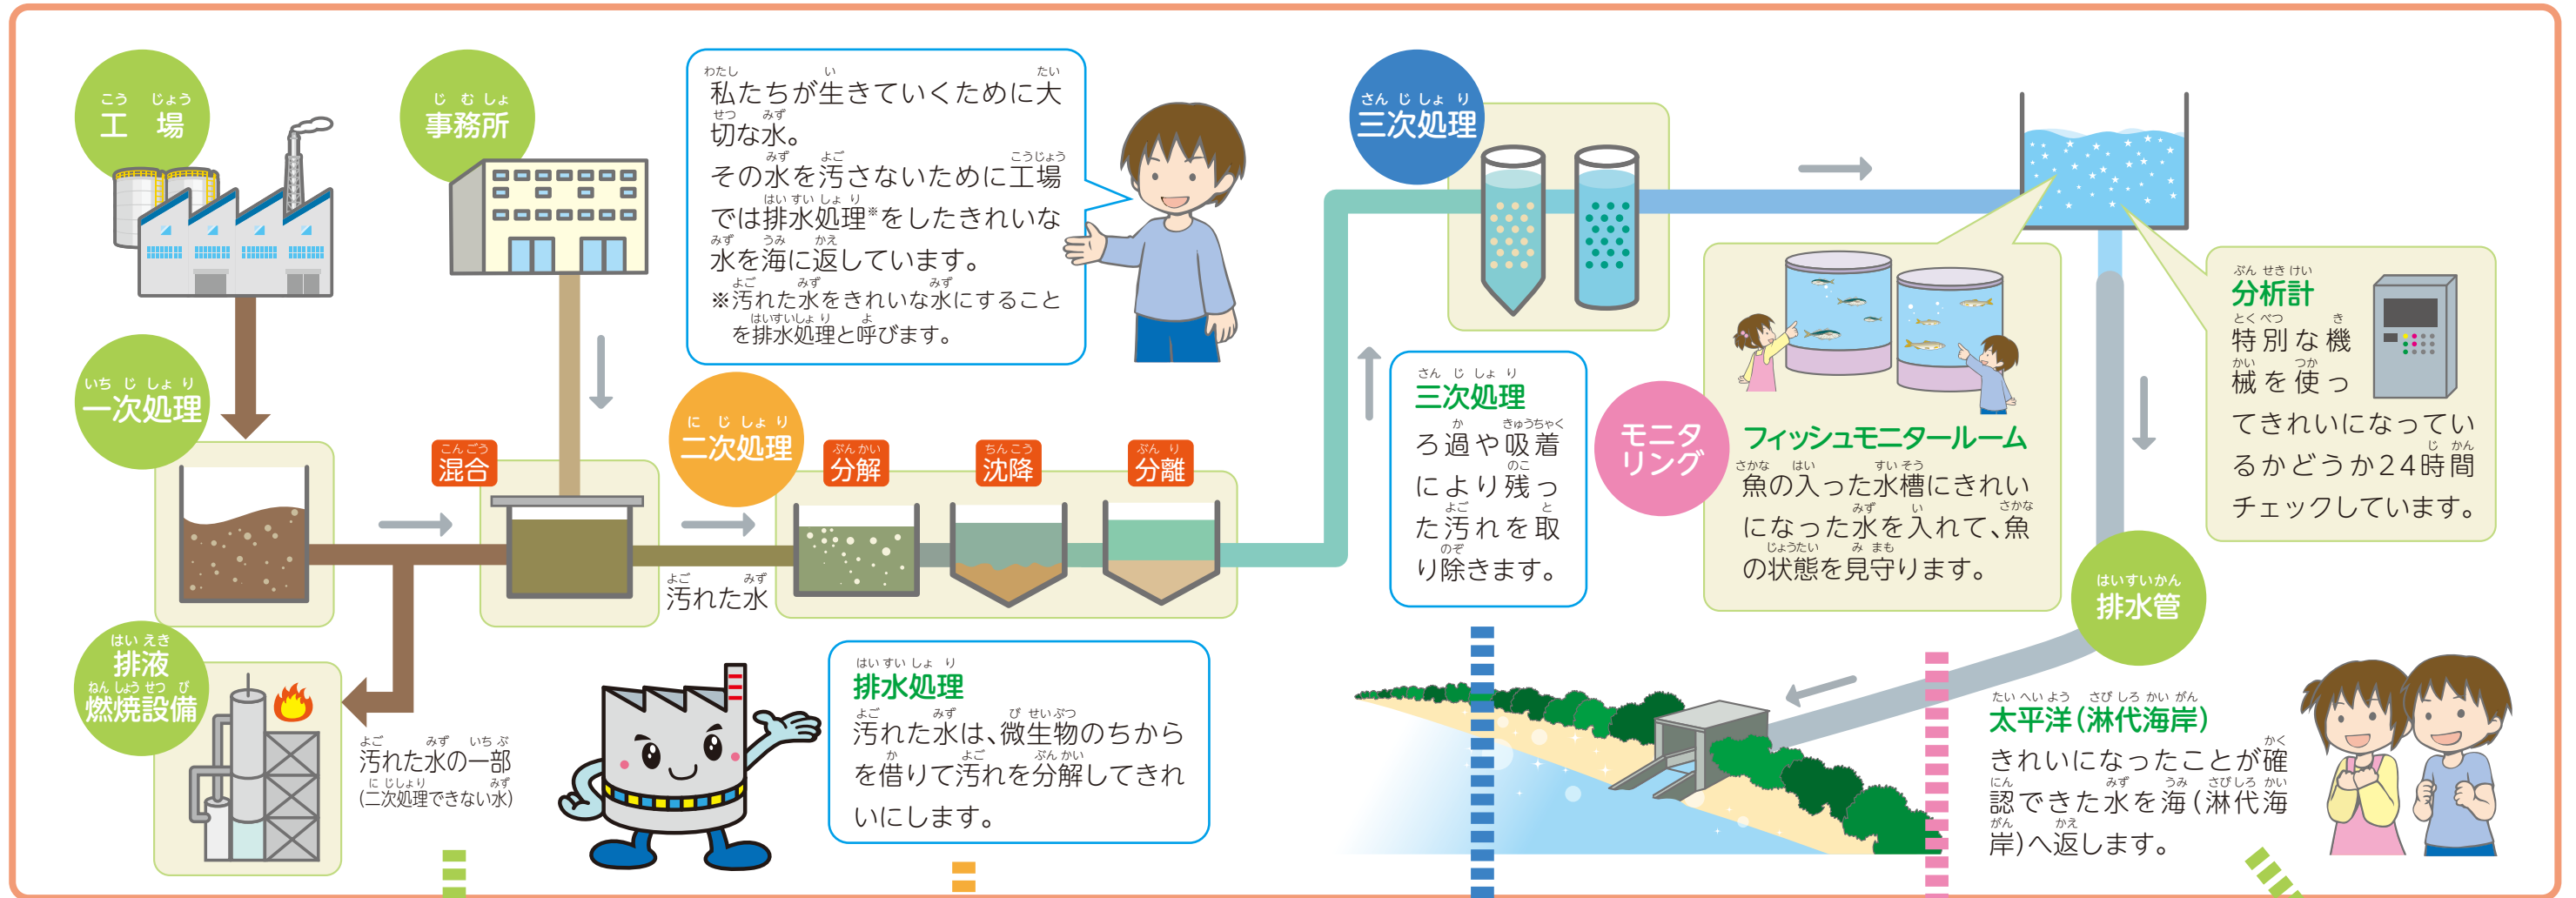 工場
事務所
私たちが生きていくために大
切な水。
その水を汚さないために工場
では排水処理※をしたきれいな
水を海に返しています。
※汚れた水をきれいな水にすること
を排水処理と呼びます。
一次処理
混合
二次処理
分解
沈降
分離
汚れた水
排液
燃焼設備
汚れた水の一部
(二次処理できない水)
排水処理
汚れた水は、微生物のちから
を借りて汚れを分解してきれ
いにします。
三次処理
三次処理
ろ過や吸着
により残っ
た汚れを取
り除きます。
モニタ
リング
フィッシュモニタールーム
魚の入った水槽にきれい
になった水を入れて、魚
の状態を見守ります。
分析計
特別な機
械を使っ
てきれいになってい
るかどうか24時間
チェックしています。
排水管
太平洋(淋代海岸)
きれいになったことが確
認できた水を海(淋代海
岸)へ返します。